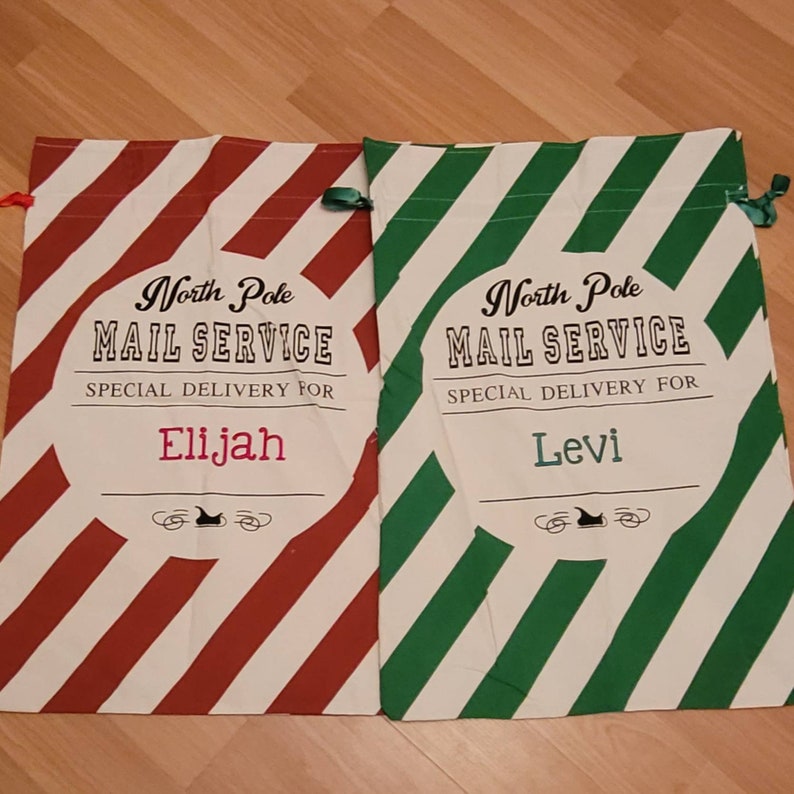 North Pole
MAIL SERVICE
SPECIAL DELIVERY FOR
Elijah
North Pole
MAIL SERVICE
SPECIAL DELIVERY FOR
Levi